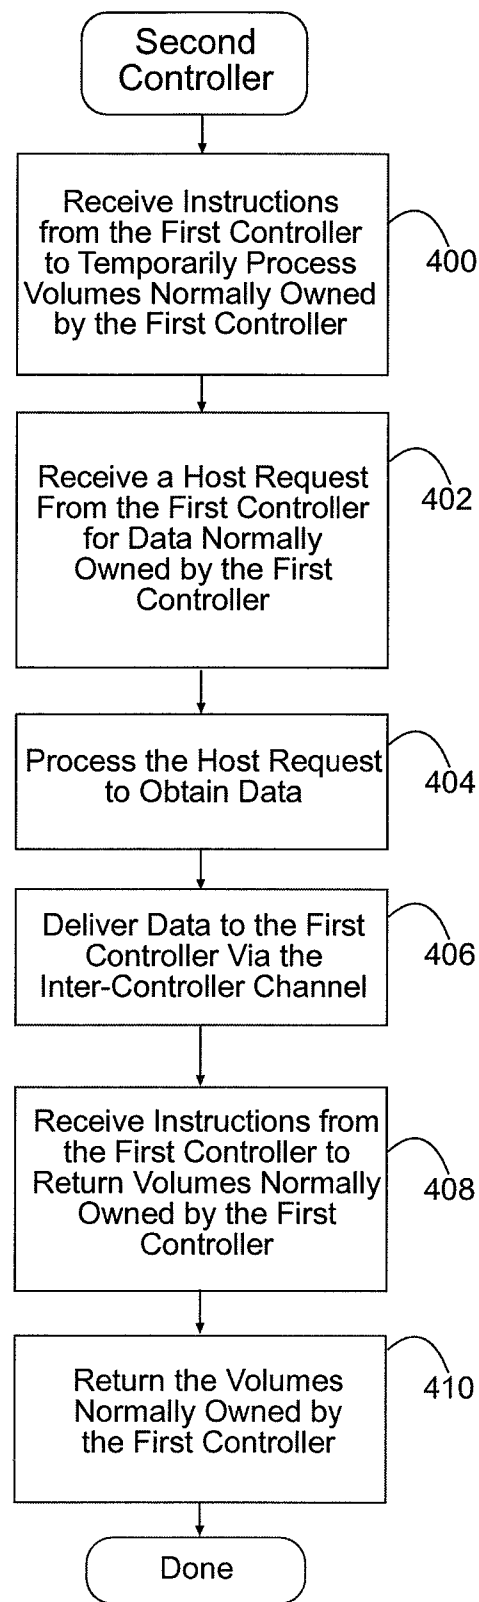 Second
Controller
Receive Instructions
from the First Controller
to Temporarily Process
Volumes Normally Owned
by the First Controller
400
Receive a Host Request
From the First Controller
for Data Normally
Owned by the First
Controller
402
Process the Host Request
to Obtain Data
404
Deliver Data to the First
Controller Via the
Inter-Controller Channel
406
Receive Instructions from
the First Controller to
Return Volumes Normally
Owned by the First
Controller
408
Return the Volumes
Normally Owned by
the First Controller
410
Done